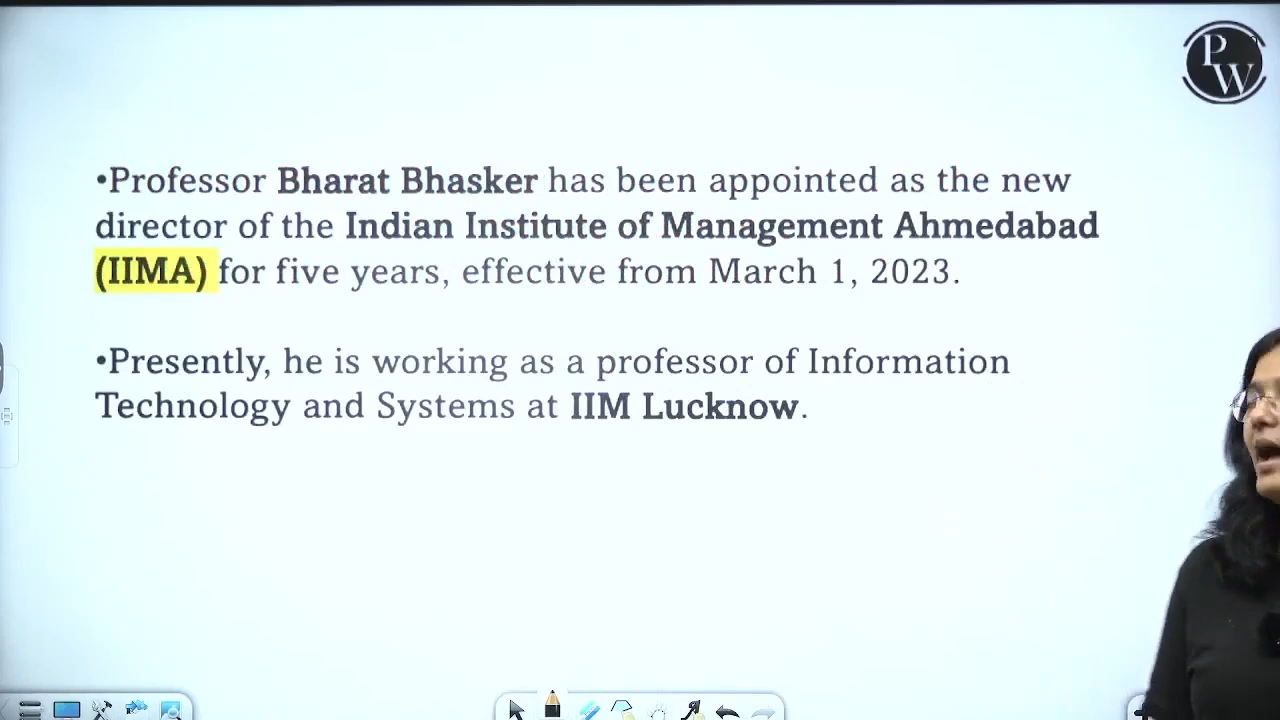 PW
•Professor Bharat Bhasker has been appointed as the new
director of the Indian Institute of Management Ahmedabad
(IIMA) for five years, effective from March 1, 2023.
•Presently, he is working as a professor of Information
Technology and Systems at IIM Lucknow.